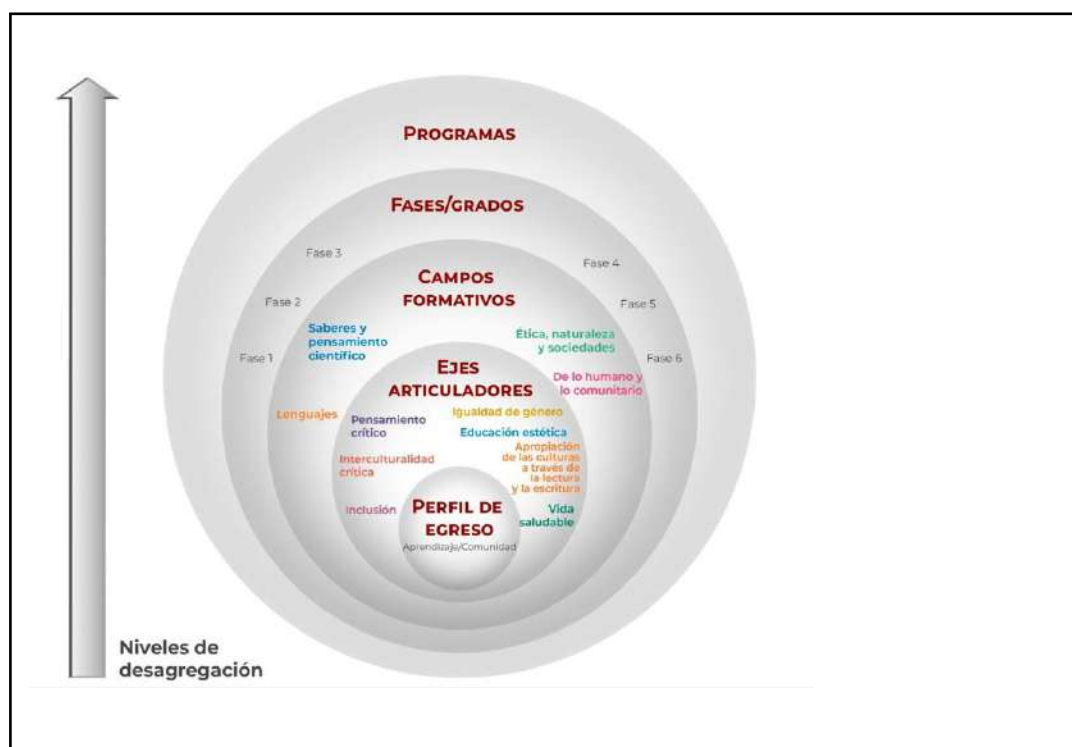 PROGRAMAS
FASES/GRADOS
Fase 3
Fase 4
CAMPOS
FORMATIVOS
Fase 2
Fase 5
Saberes y
pensamiento
científico
Ética, naturaleza
y sociedades
Fase 1
Fase 6
EJES
ARTICULADORES
De lo humano y
lo comunitario
Lenguajes
Igualdad de género
Pensamiento
crítico
Educación estética
Apropiación
de las culturas
a través de
la lectura
y la escritura
Interculturalidad
crítica
Inclusión
PERFIL DE
EGRESO
Aprendizaje/Comunidad
Vida
saludable
Niveles de
desagregación